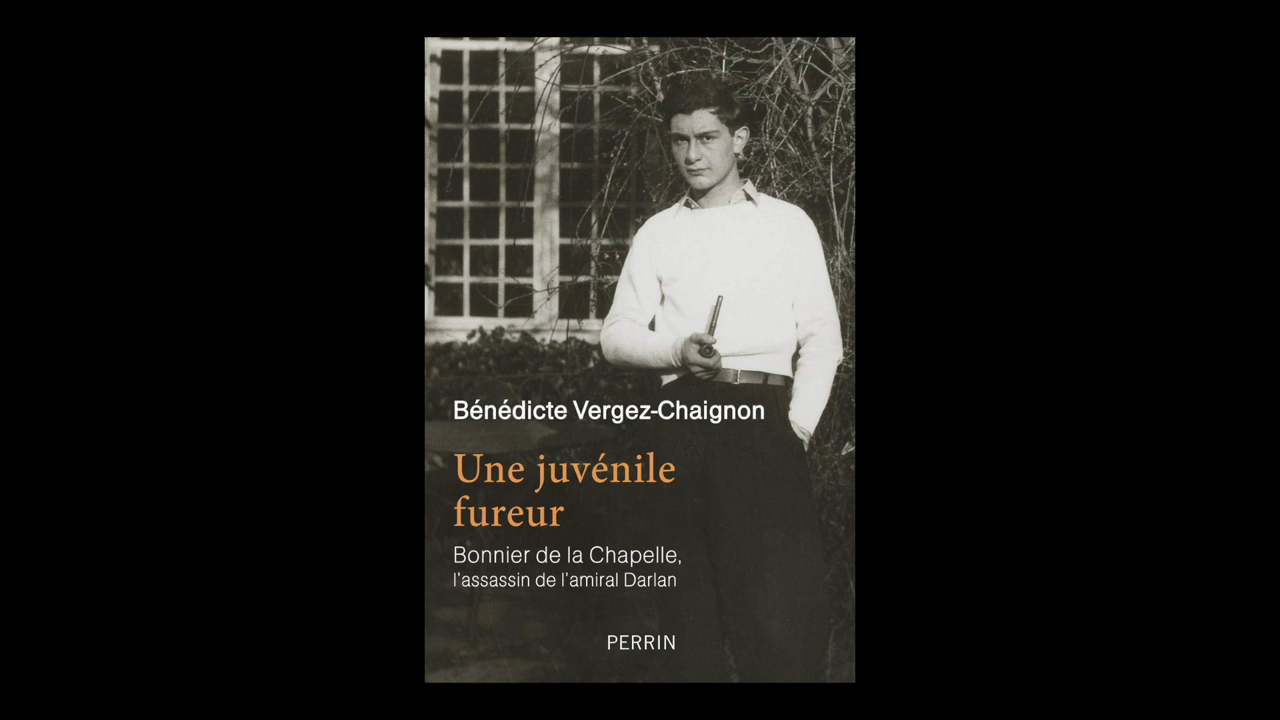 Bénédicte Vergez-Chaignon
Une juvénile
fureur
Bonnier de la Chapelle,
l'assassin de l'amiral Darlan
PERRIN